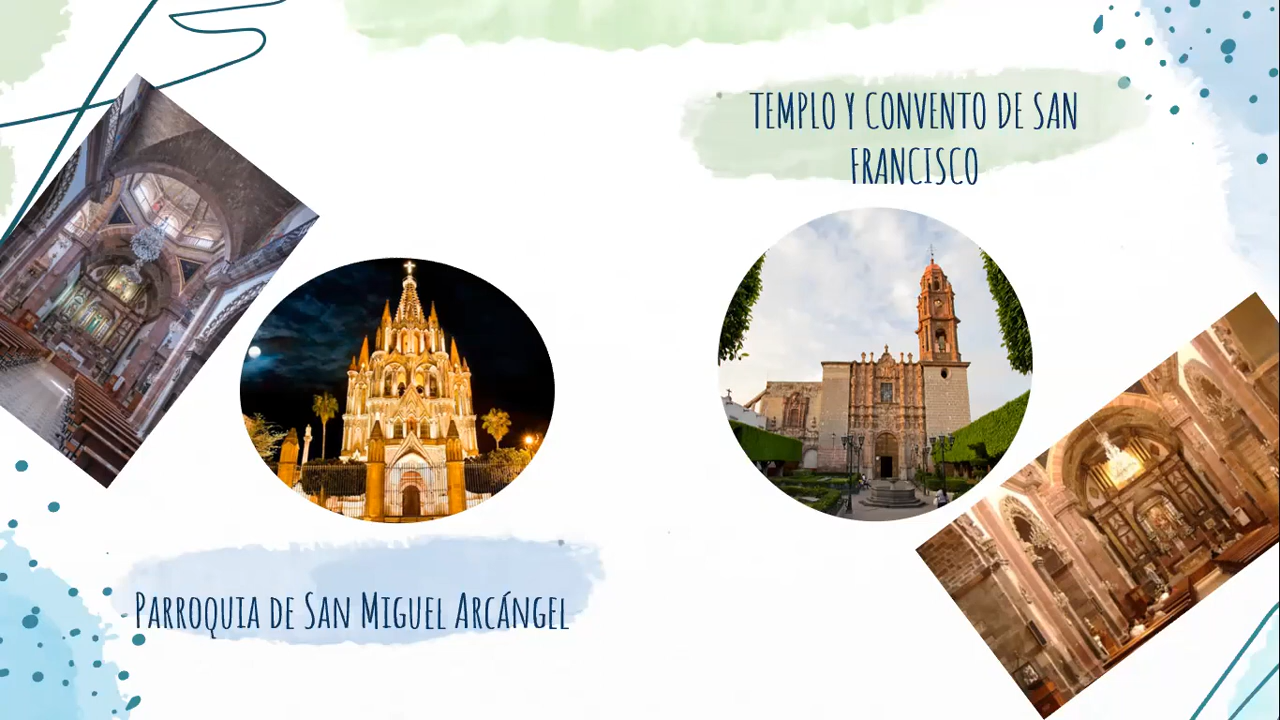 TEMPLO Y CONVENTO DE SAN
FRANCISCO
PARROQUIA DE SAN MIGUEL ARCÁNGEL